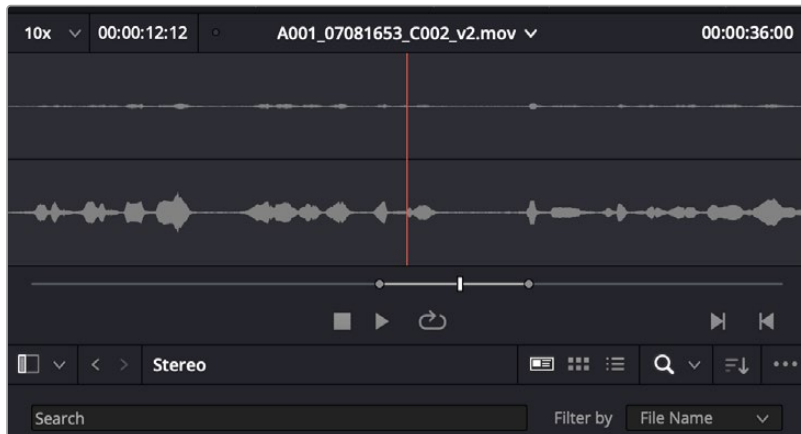 10x 00:00:12:12 A001_07081653_C002_v2.mov 00:00:36:00
Stereo
Search Filter by File Name